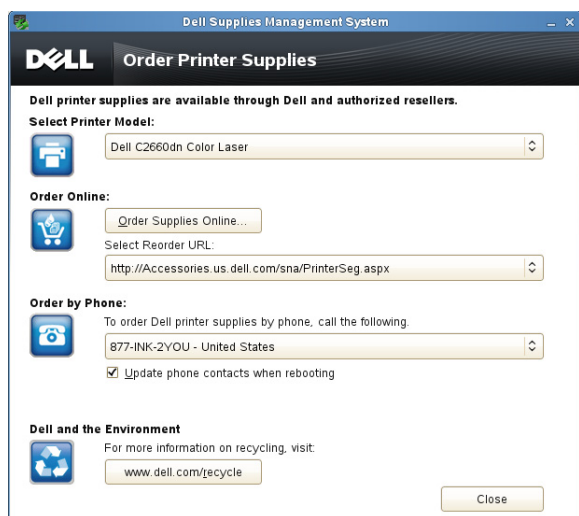 Dell Supplies Management System
DELL
Order Printer Supplies
Dell printer supplies are available through Dell and authorized resellers.
Select Printer Model:
Dell C2660dn Color Laser
Order Online:
Order Supplies Online...
Select Reorder URL:
http://Accessories.us.dell.com/sna/PrinterSeg.aspx
Order by Phone:
To order Dell printer supplies by phone, call the following.
877-INK-2YOU - United States
Update phone contacts when rebooting
Dell and the Environment
For more information on recycling, visit:
www.dell.com/recycle
Close